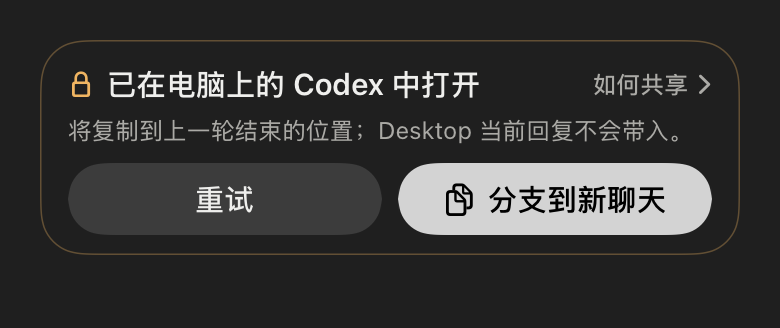 已在电脑上的 Codex 中打开
如何共享
将复制到上一轮结束的位置；Desktop 当前回复不会带入。
重试
分支到新聊天